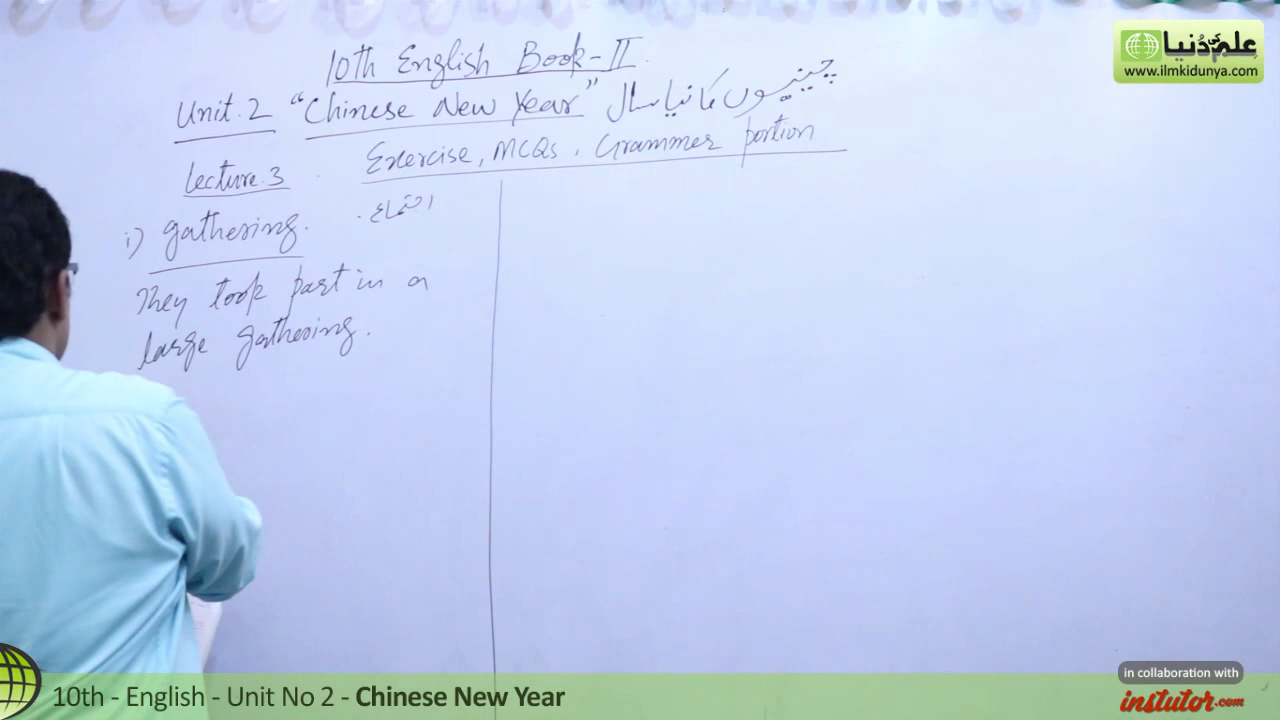 10th English Book-II
Unit.2 "Chinese New Year" چینیوں کا نیا سال
Lecture.3 Exercise, MCQs, Grammer portion
i) gathering. اجتماع.
They took part in a
large gathering.
علم کی دنیا
www.ilmkidunya.com
in collaboration with
instutor.com
10th - English - Unit No 2 - Chinese New Year